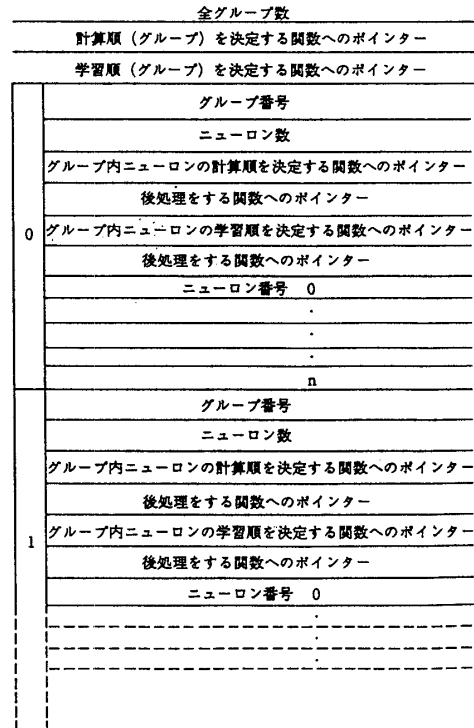 全グループ数
計算順（グループ）を決定する関数へのポインター
学習順（グループ）を決定する関数へのポインター
0
グループ番号
ニューロン数
グループ内ニューロンの計算順を決定する関数へのポインター
後処理をする関数へのポインター
グループ内ニューロンの学習順を決定する関数へのポインター
後処理をする関数へのポインター
ニューロン番号 0
.
.
.
n
1
グループ番号
ニューロン数
グループ内ニューロンの計算順を決定する関数へのポインター
後処理をする関数へのポインター
グループ内ニューロンの学習順を決定する関数へのポインター
後処理をする関数へのポインター
ニューロン番号 0
.
.
.